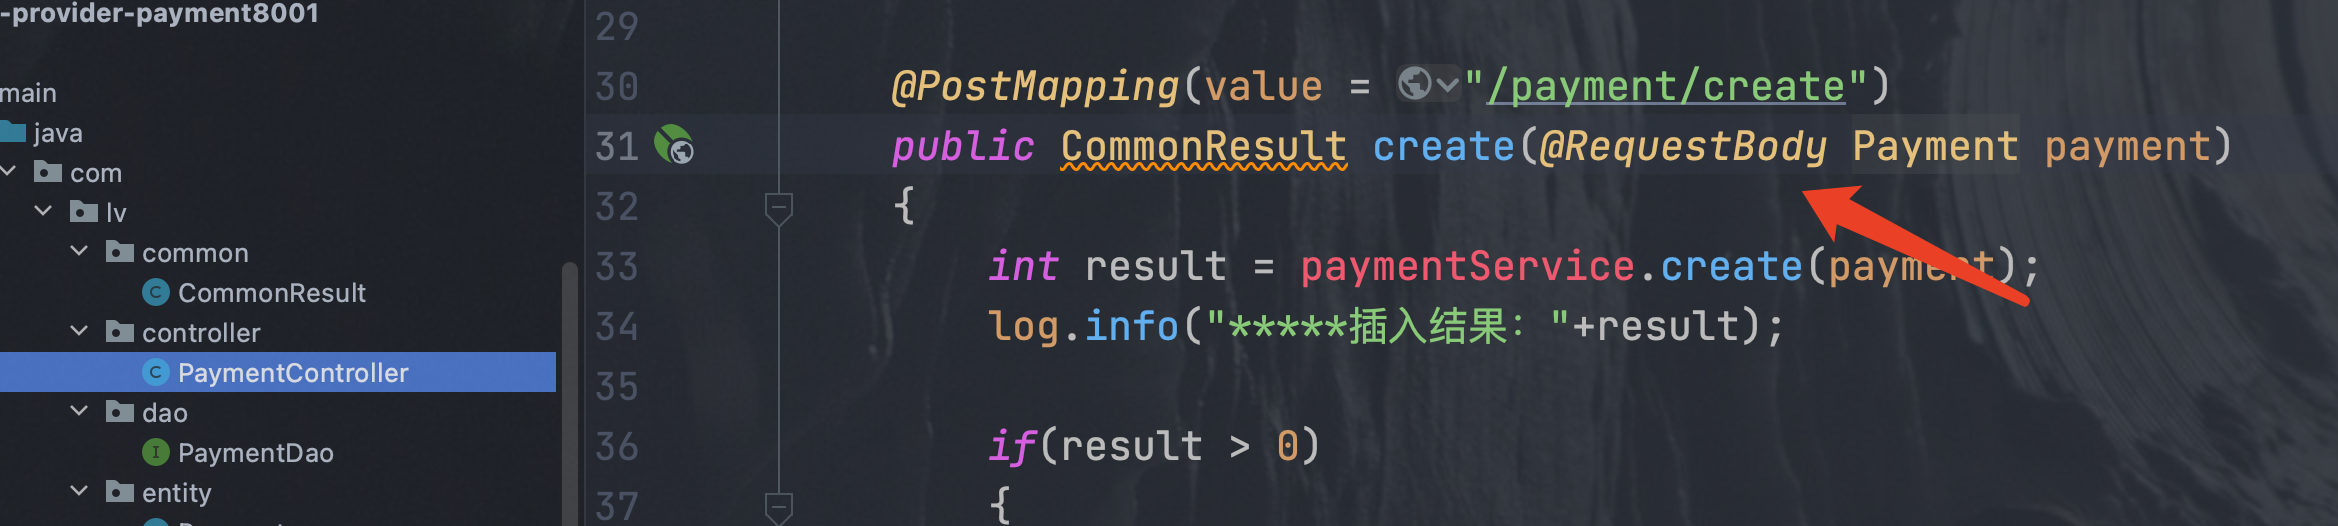 -provider-payment8001
main
java
com
lv
common
CommonResult
controller
PaymentController
dao
PaymentDao
entity
29
30 @PostMapping(value = "/payment/create")
31 public CommonResult create(@RequestBody Payment payment)
32 {
33 int result = paymentService.create(payment);
34 log.info("*****插入结果："+result);
35
36 if(result > 0)
37 {